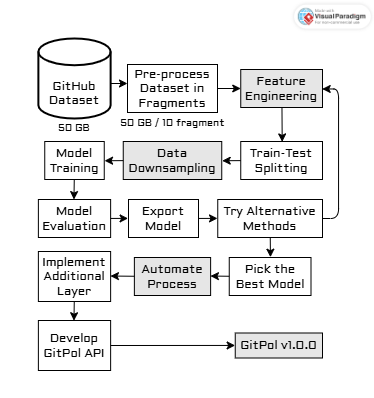 Made with
Visual Paradigm
For non-commercial use
GitHub
Dataset
50 GB
Pre-process
Dataset in
Fragments
50 GB / 10 fragment
Feature
Engineering
Model
Training
Data
Downsampling
Train-Test
Splitting
Model
Evaluation
Export
Model
Try Alternative
Methods
Implement
Additional
Layer
Automate
Process
Pick the
Best Model
Develop
GitPol API
GitPol v1.0.0